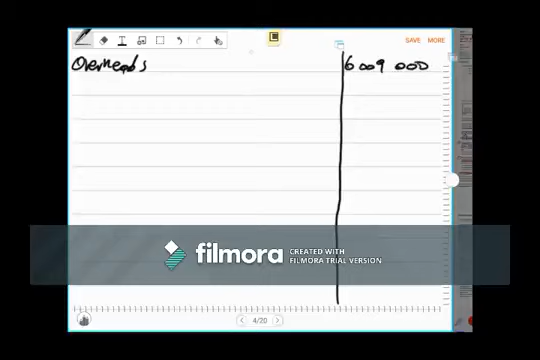 SAVE MORE
Overheads 6 009 000
filmora CREATED WITH
FILMORA TRIAL VERSION
4/20